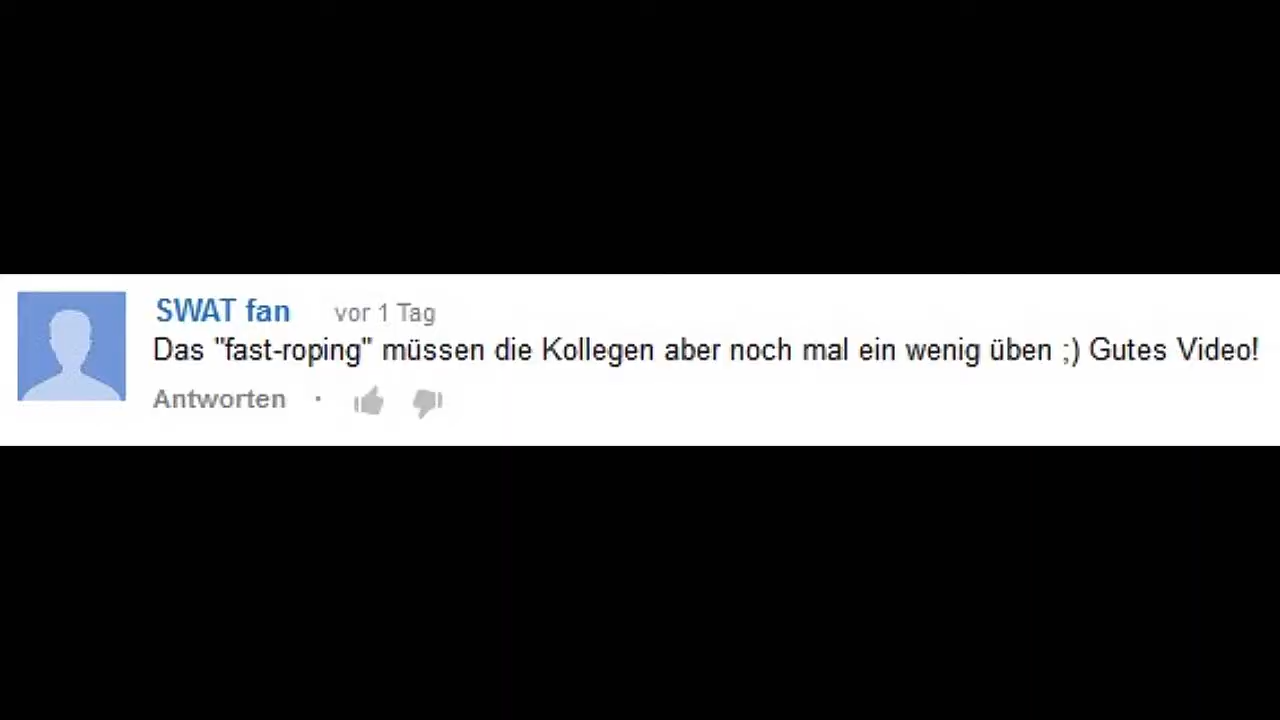 SWAT fan vor 1 Tag
Das "fast-roping" müssen die Kollegen aber noch mal ein wenig üben ;) Gutes Video!
Antworten ·